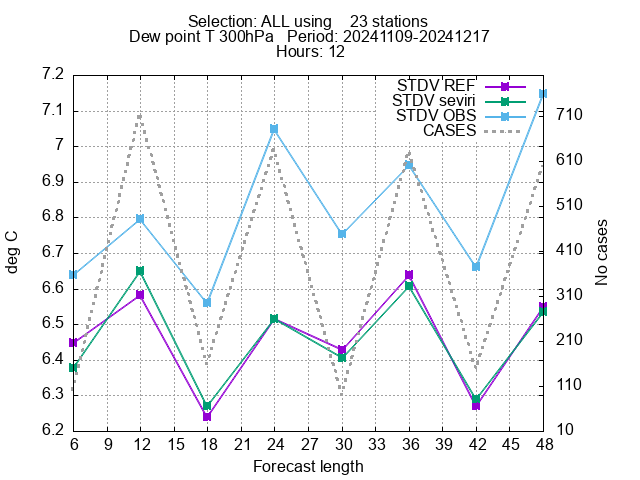 Selection: ALL using 23 stations
Dew point T 300hPa Period: 20241109-20241217
Hours: 12
STDV REF
STDV seviri
STDV OBS
CASES
7.2
7.1
7
6.9
6.8
6.7
6.6
6.5
6.4
6.3
6.2
deg C
710
610
510
410
310
210
110
10
No cases
6 9 12 15 18 21 24 27 30 33 36 39 42 45 48
Forecast length